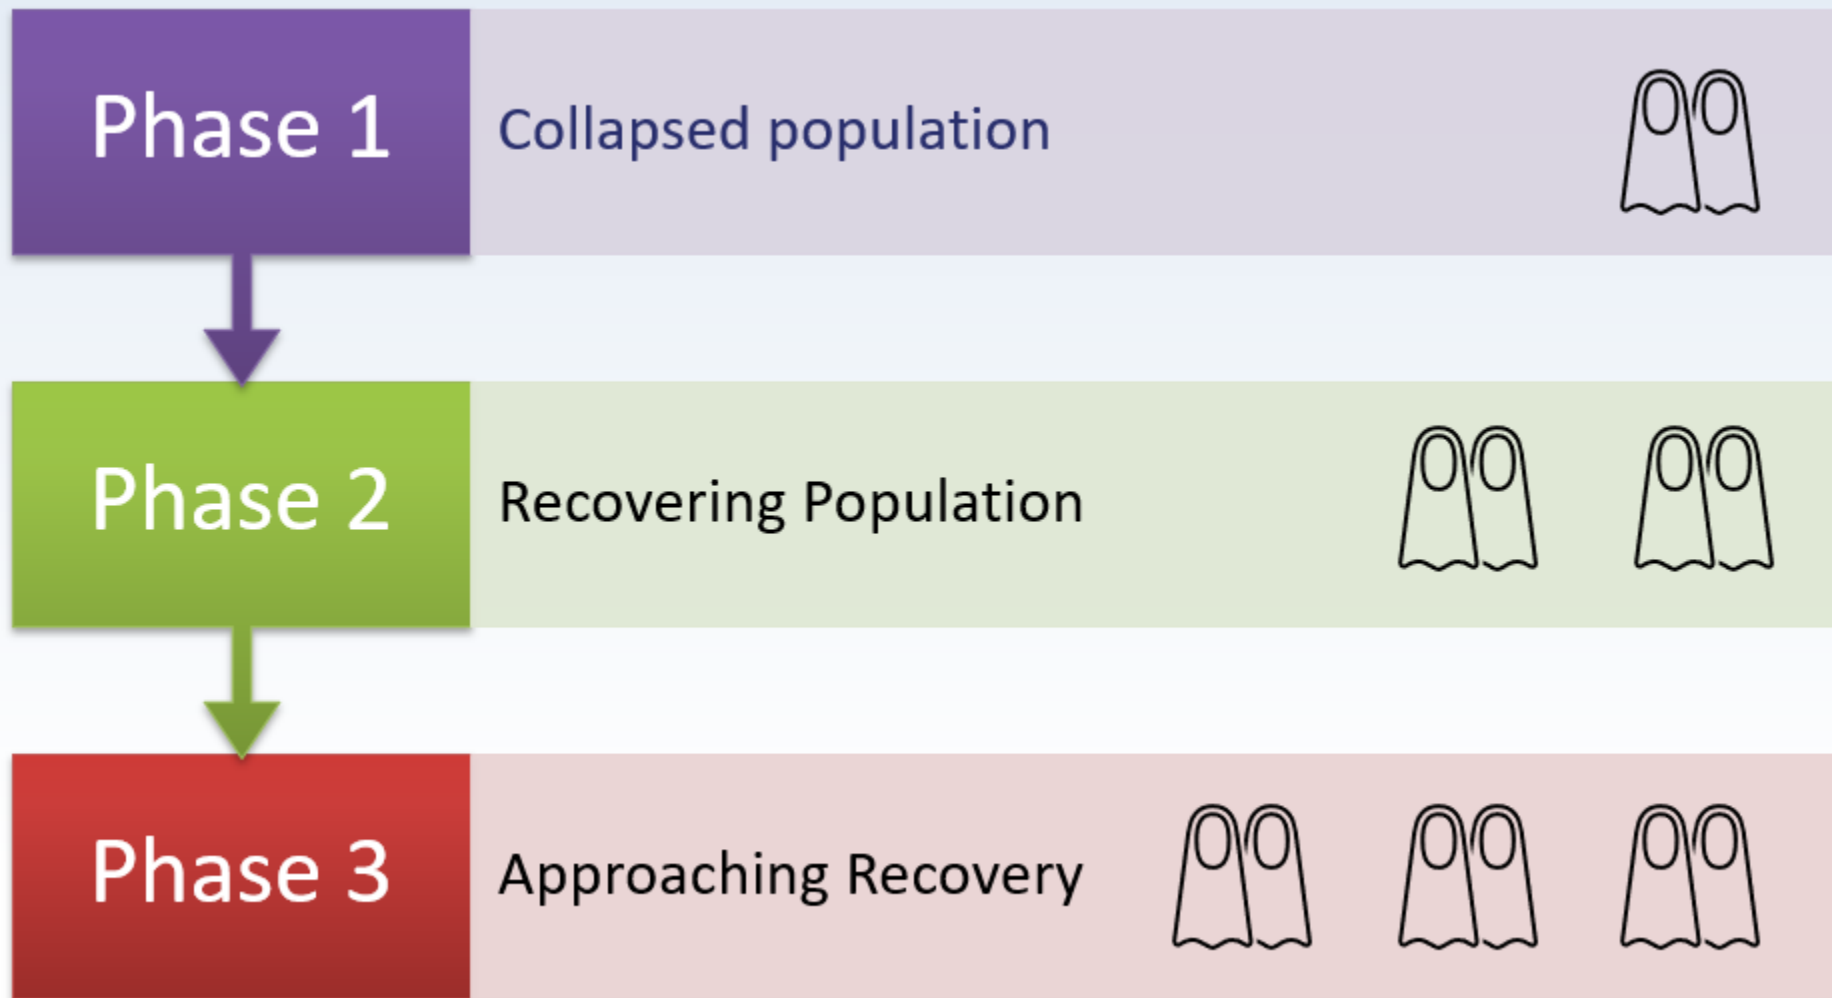 Phase 1
Collapsed population
Phase 2
Recovering Population
Phase 3
Approaching Recovery